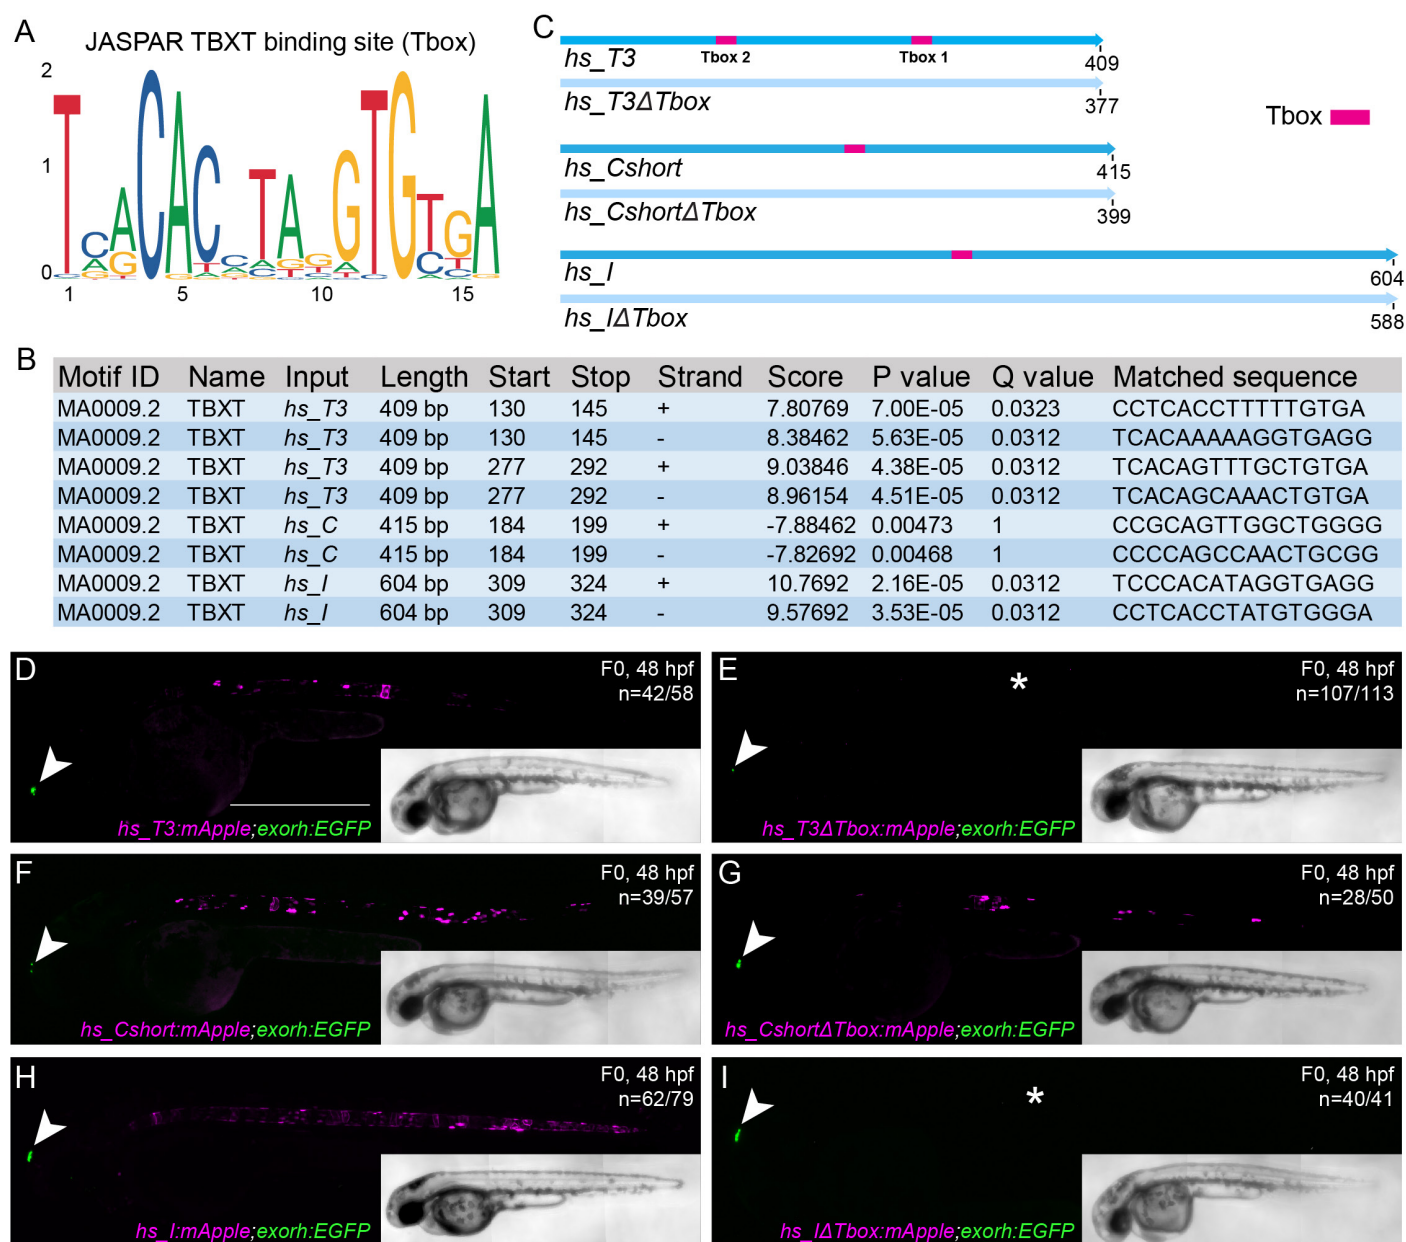 A
JASPAR TBXT binding site (Tbox)
2
1
0
1
5
10
15
C
hs_T3
Tbox 2
Tbox 1
409
hs_T3ΔTbox
377
Tbox
hs_Cshort
415
hs_CshortΔTbox
399
hs_I
604
hs_IΔTbox
588
B
Motif ID Name Input Length Start Stop Strand Score P value Q value Matched sequence
MA0009.2 TBXT hs_T3 409 bp 130 145 + 7.80769 7.00E-05 0.0323 CCTCACCTTTTTGTGA
MA0009.2 TBXT hs_T3 409 bp 130 145 - 8.38462 5.63E-05 0.0312 TCACAAAAAGGTGAGG
MA0009.2 TBXT hs_T3 409 bp 277 292 + 9.03846 4.38E-05 0.0312 TCACAGTTTGCTGTGA
MA0009.2 TBXT hs_T3 409 bp 277 292 - 8.96154 4.51E-05 0.0312 TCACAGCAAACTGTGA
MA0009.2 TBXT hs_C 415 bp 184 199 + -7.88462 0.00473 1 CCGCAGTTGGCTGGGG
MA0009.2 TBXT hs_C 415 bp 184 199 - -7.82692 0.00468 1 CCCCAGCCAACTGCGG
MA0009.2 TBXT hs_I 604 bp 309 324 + 10.7692 2.16E-05 0.0312 TCCCACATAGGTGAGG
MA0009.2 TBXT hs_I 604 bp 309 324 - 9.57692 3.53E-05 0.0312 CCTCACCTATGTGGGA
D
F0, 48 hpf
n=42/58
hs_T3:mApple;exorh:EGFP
E
*
F0, 48 hpf
n=107/113
hs_T3ΔTbox:mApple;exorh:EGFP
F
F0, 48 hpf
n=39/57
hs_Cshort:mApple;exorh:EGFP
G
F0, 48 hpf
n=28/50
hs_CshortΔTbox:mApple;exorh:EGFP
H
F0, 48 hpf
n=62/79
hs_I:mApple;exorh:EGFP
I
*
F0, 48 hpf
n=40/41
hs_IΔTbox:mApple;exorh:EGFP